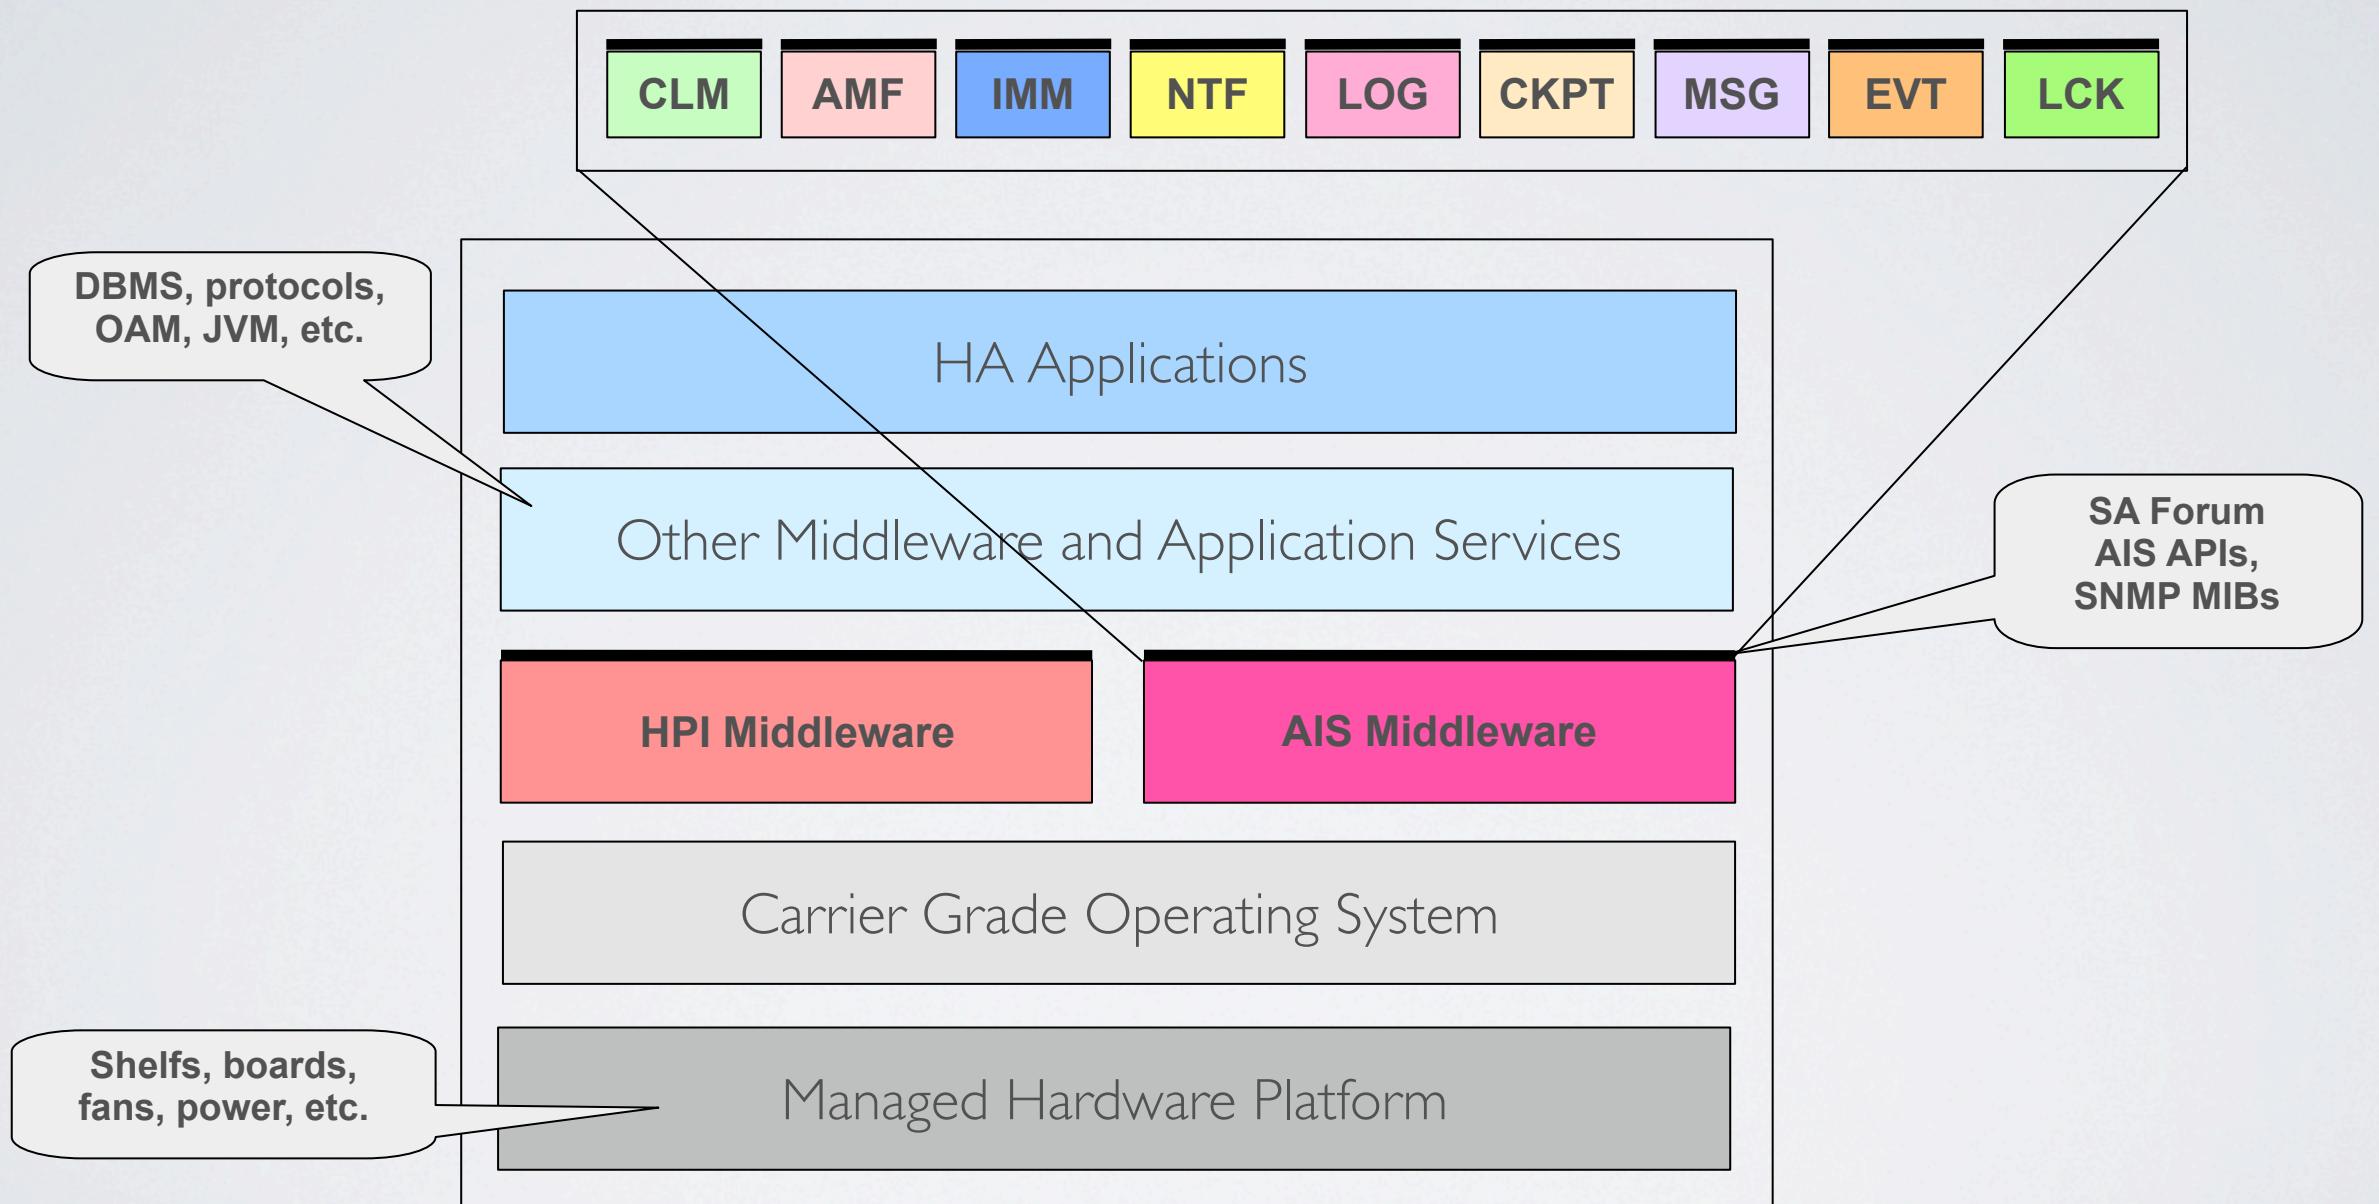 CLM
AMF
IMM
NTF
LOG
CKPT
MSG
EVT
LCK
DBMS, protocols,
OAM, JVM, etc.
HA Applications
Other Middleware and Application Services
SA Forum
AIS APIs,
SNMP MIBs
HPI Middleware
AIS Middleware
Carrier Grade Operating System
Shelfs, boards,
fans, power, etc.
Managed Hardware Platform